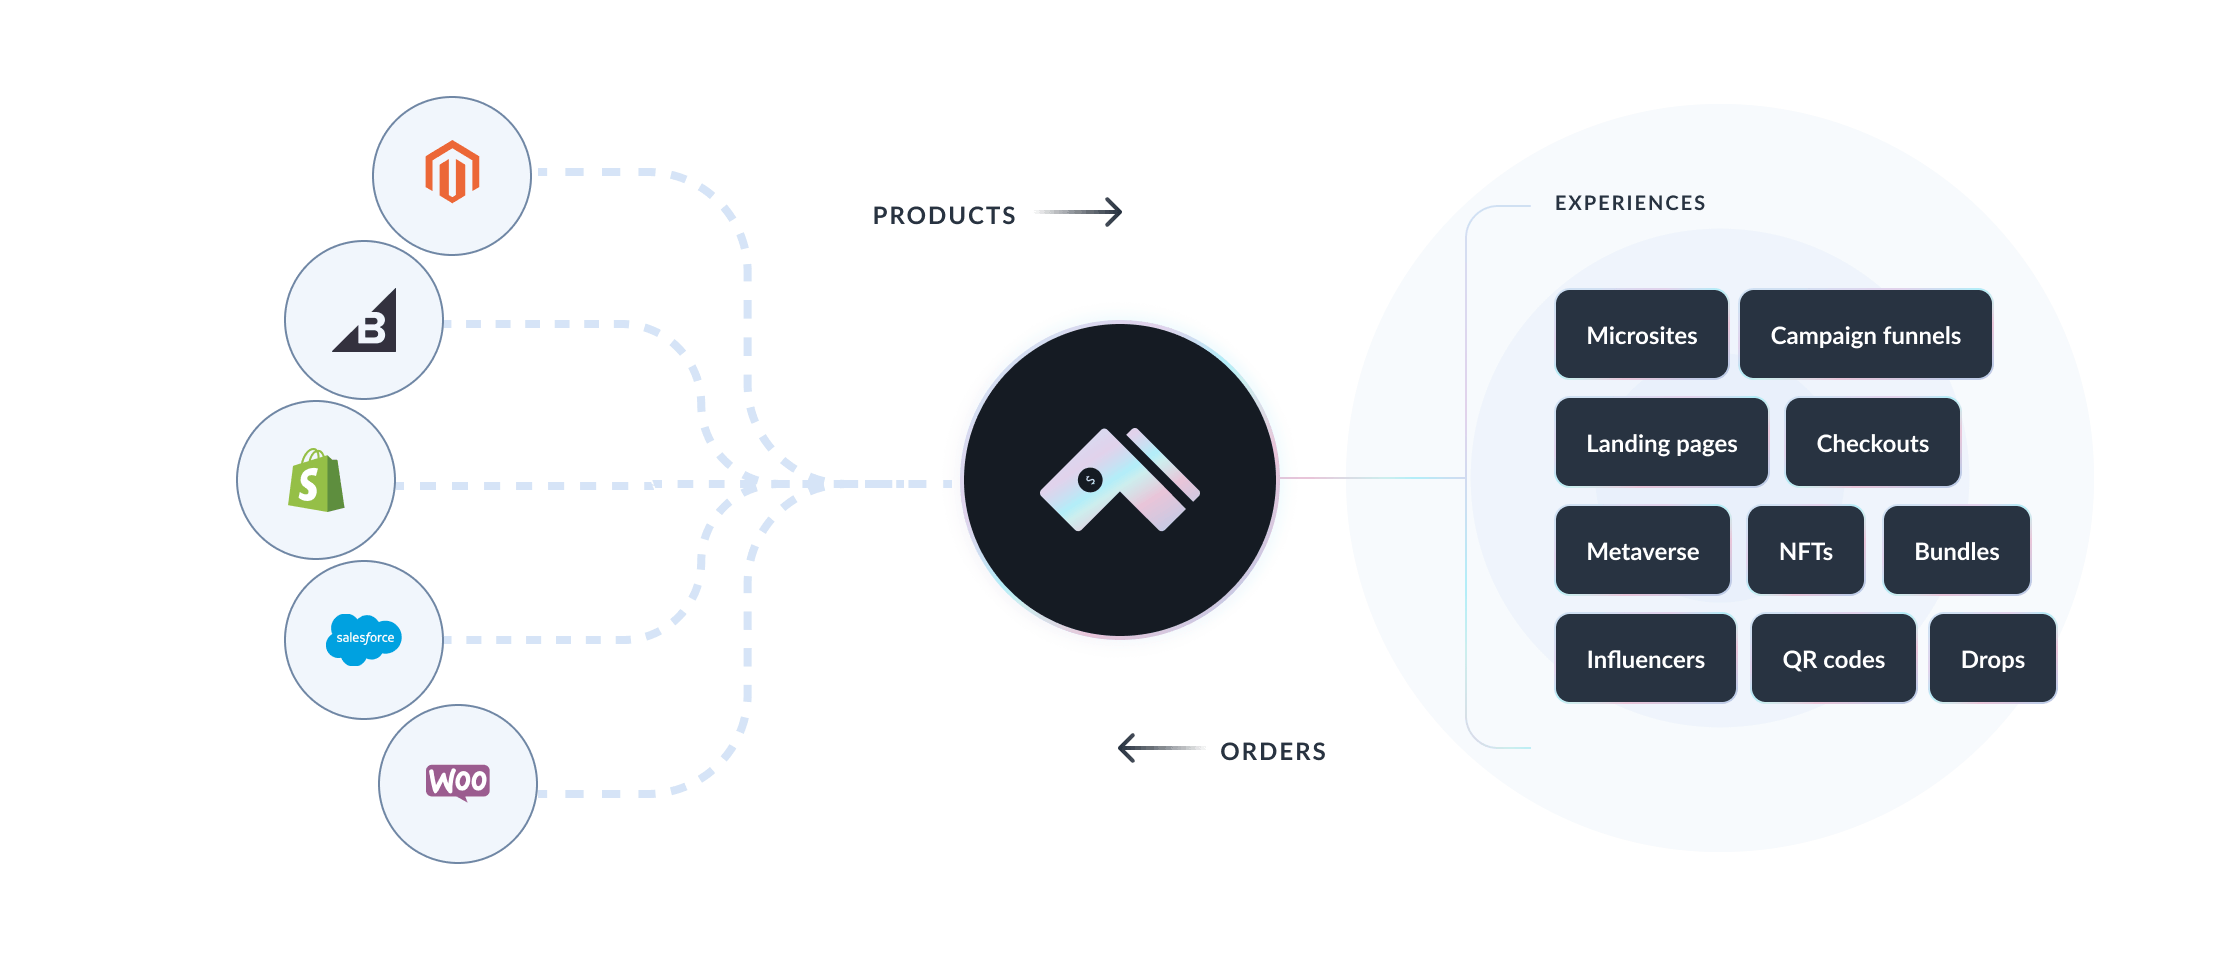 PRODUCTS
EXPERIENCES
Microsites
Campaign funnels
B
Landing pages
Checkouts
S
Metaverse
NFTs
Bundles
salesforce
Influencers
QR codes
Drops
ORDERS
WOO